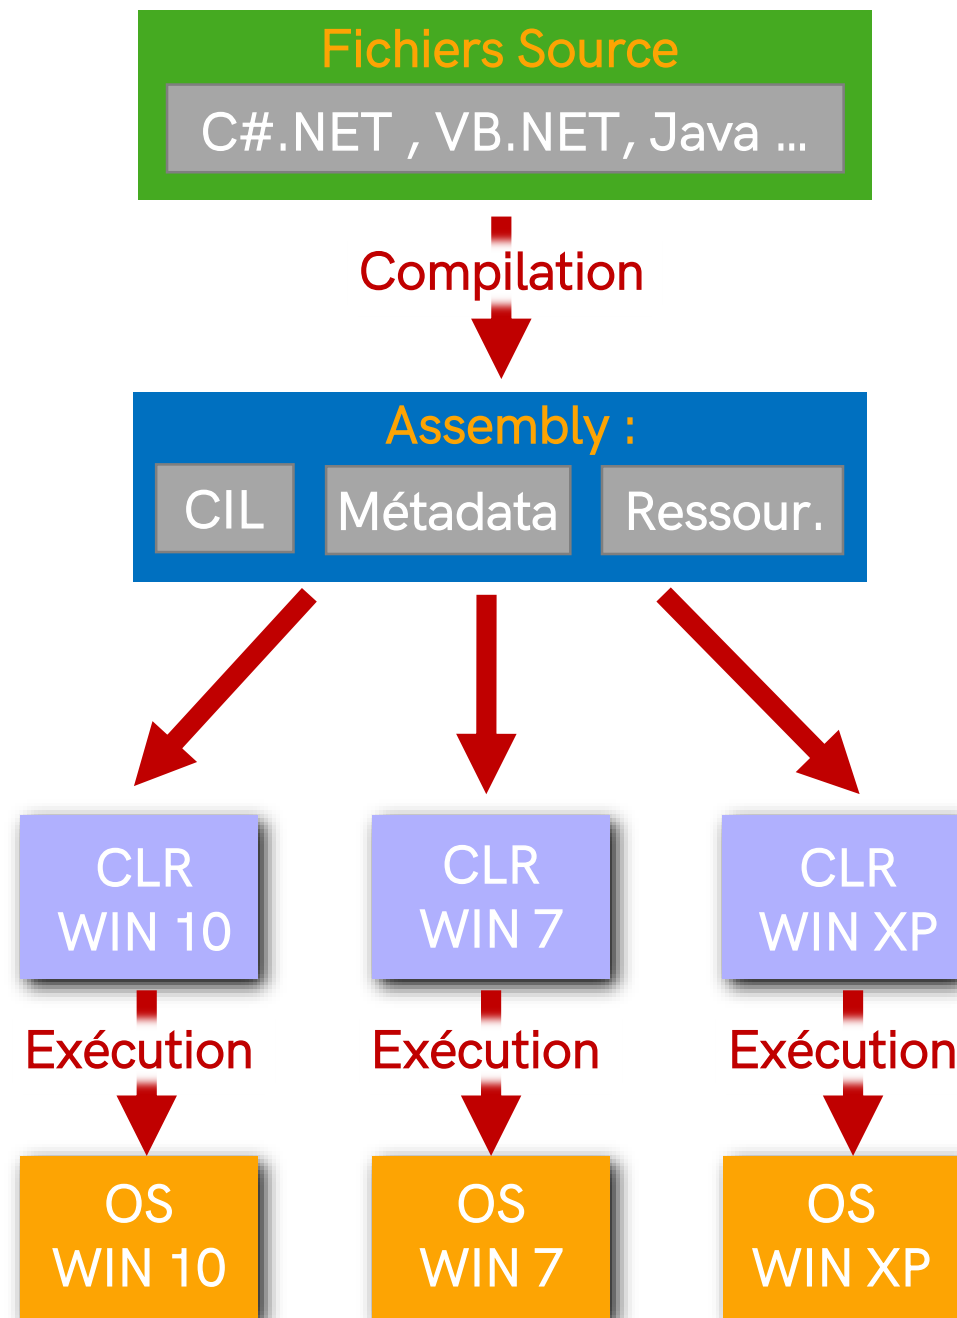 Fichiers Source
C#.NET , VB.NET, Java ...
Compilation
Assembly :
CIL
Métadata
Ressour.
CLR
WIN 10
CLR
WIN 7
CLR
WIN XP
Exécution
Exécution
Exécution
OS
WIN 10
OS
WIN 7
OS
WIN XP